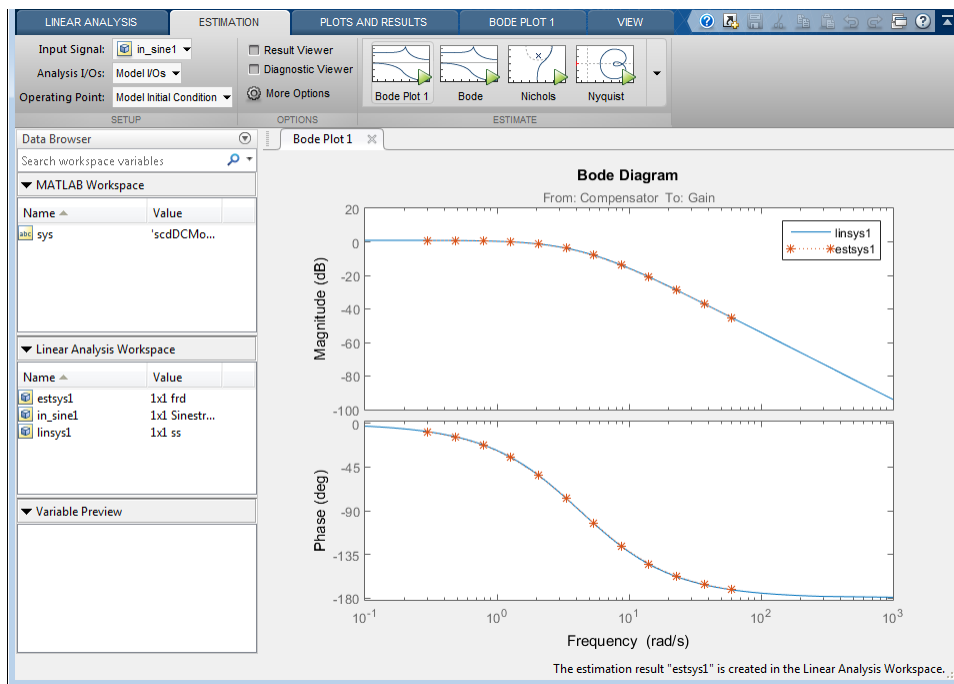 LINEAR ANALYSIS ESTIMATION PLOTS AND RESULTS BODE PLOT 1 VIEW
Input Signal: in_sine1
Analysis I/Os: Model I/Os
Operating Point: Model Initial Condition
SETUP
Result Viewer
Diagnostic Viewer
More Options
OPTIONS
Bode Plot 1 Bode Nichols Nyquist
ESTIMATE
Data Browser
Search workspace variables
MATLAB Workspace
Name Value
abc sys 'scdDCMo...
Linear Analysis Workspace
Name Value
estsys1 1x1 frd
in_sine1 1x1 Sinestr...
linsys1 1x1 ss
Variable Preview
Bode Plot 1
Bode Diagram
From: Compensator To: Gain
linsys1
estsys1
Magnitude (dB)
20
0
-20
-40
-60
-80
-100
Phase (deg)
0
-45
-90
-135
-180
10^-1 10^0 10^1 10^2 10^3
Frequency (rad/s)
The estimation result "estsys1" is created in the Linear Analysis Workspace.